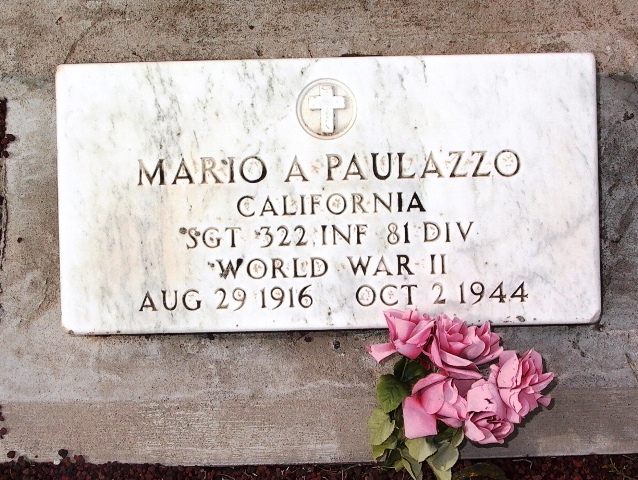 MARIO A PAULAZZO
CALIFORNIA
SGT 322 INF 81 DIV
WORLD WAR II
AUG 29 1916 OCT 2 1944